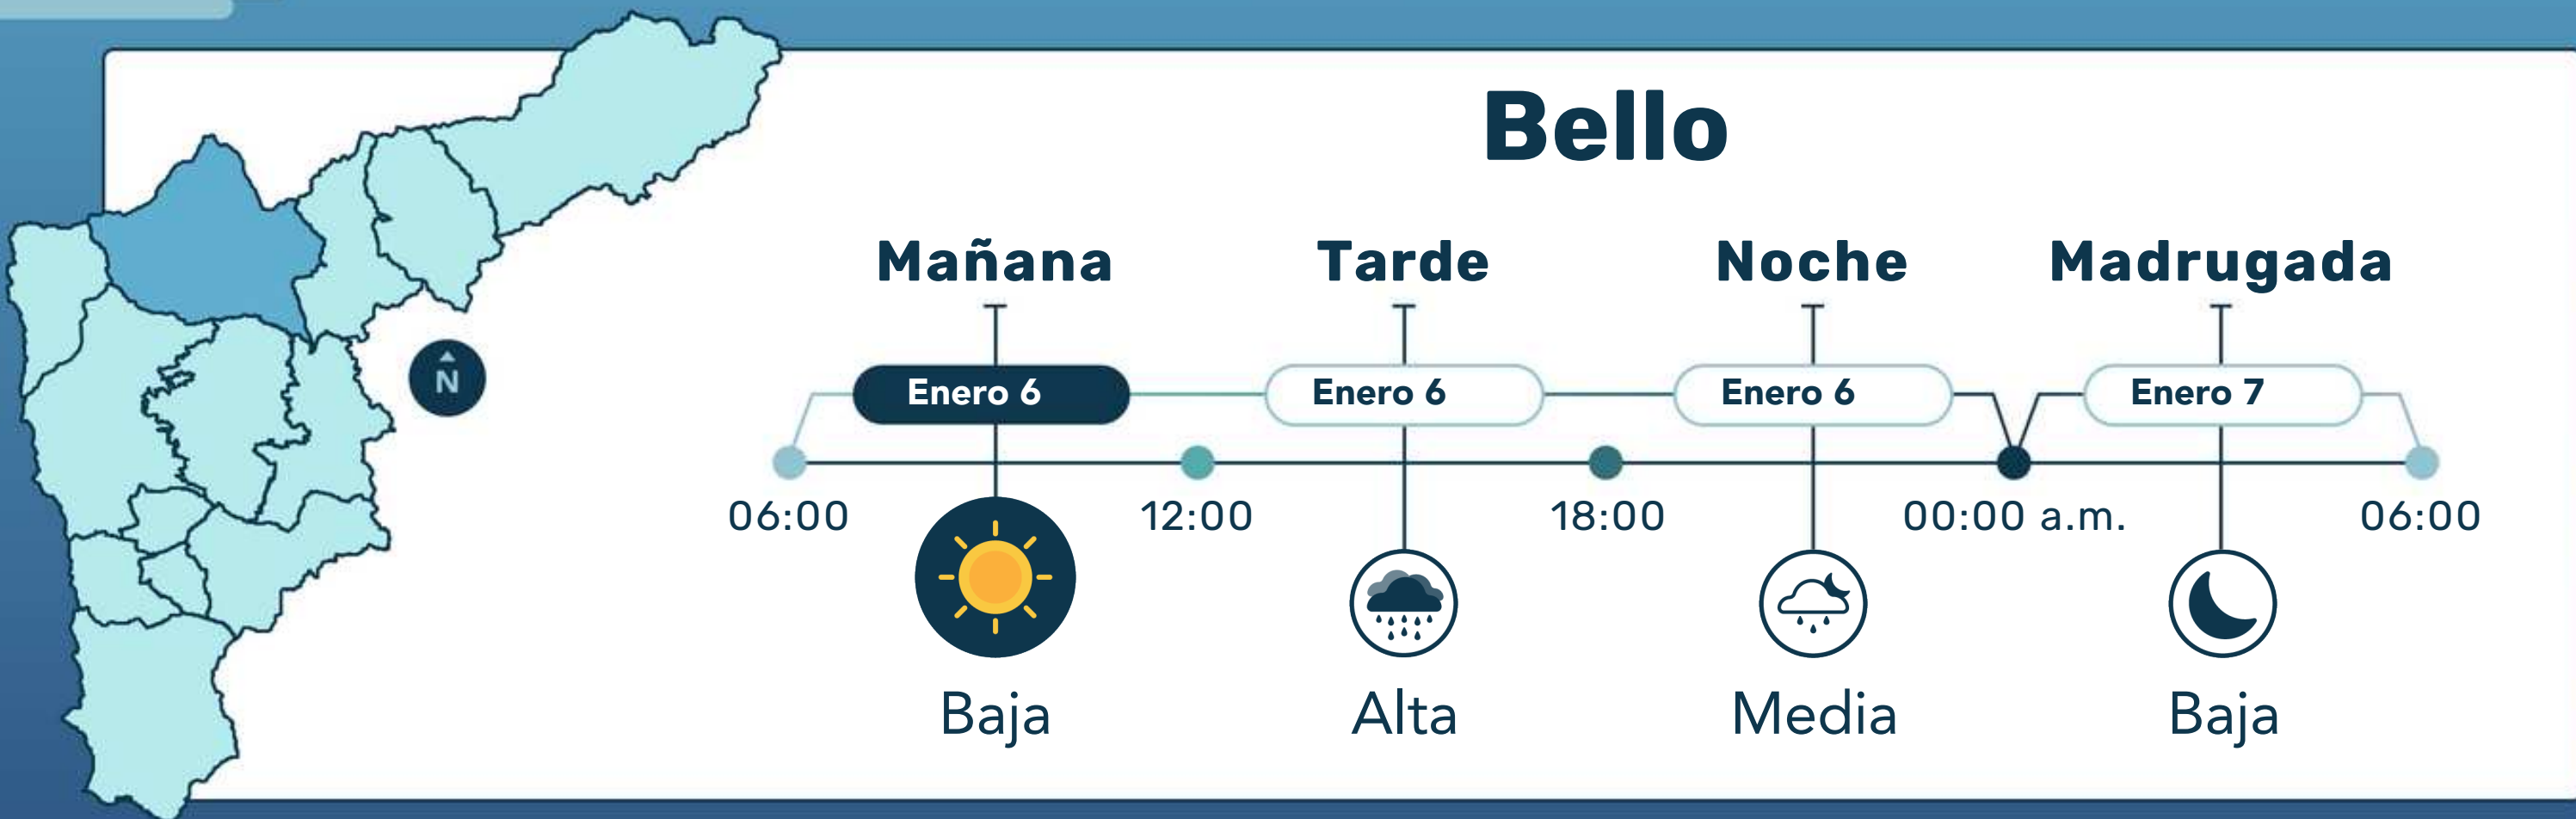 Bello
Mañana Tarde Noche Madrugada
N
Enero 6 Enero 6 Enero 6 Enero 7
06:00 12:00 18:00 00:00 a.m. 06:00
Baja Alta Media Baja